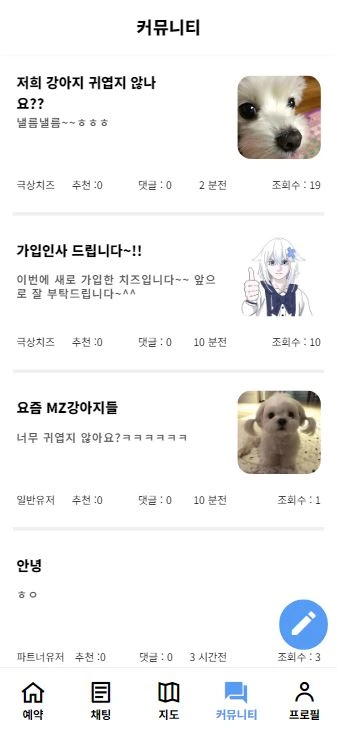 커뮤니티
저희 강아지 귀엽지 않나
요??
낼름낼름~~ㅎㅎㅎ
극상치즈 추천 :0 댓글 : 0 2 분전 조회수 : 19
가입인사 드립니다~!!
이번에 새로 가입한 치즈입니다~~ 앞으
로 잘 부탁드립니다~^^
극상치즈 추천 :0 댓글 : 0 10 분전 조회수 : 10
요즘 MZ강아지들
너무 귀엽지 않아요?ㅋㅋㅋㅋㅋㅋ
일반유저 추천 :0 댓글 : 0 10 분전 조회수 : 1
안녕
ㅎㅇ
파트너유저 추천 :0 댓글 : 0 3 시간전 조회수 : 3
예약 채팅 지도 커뮤니티 프로필